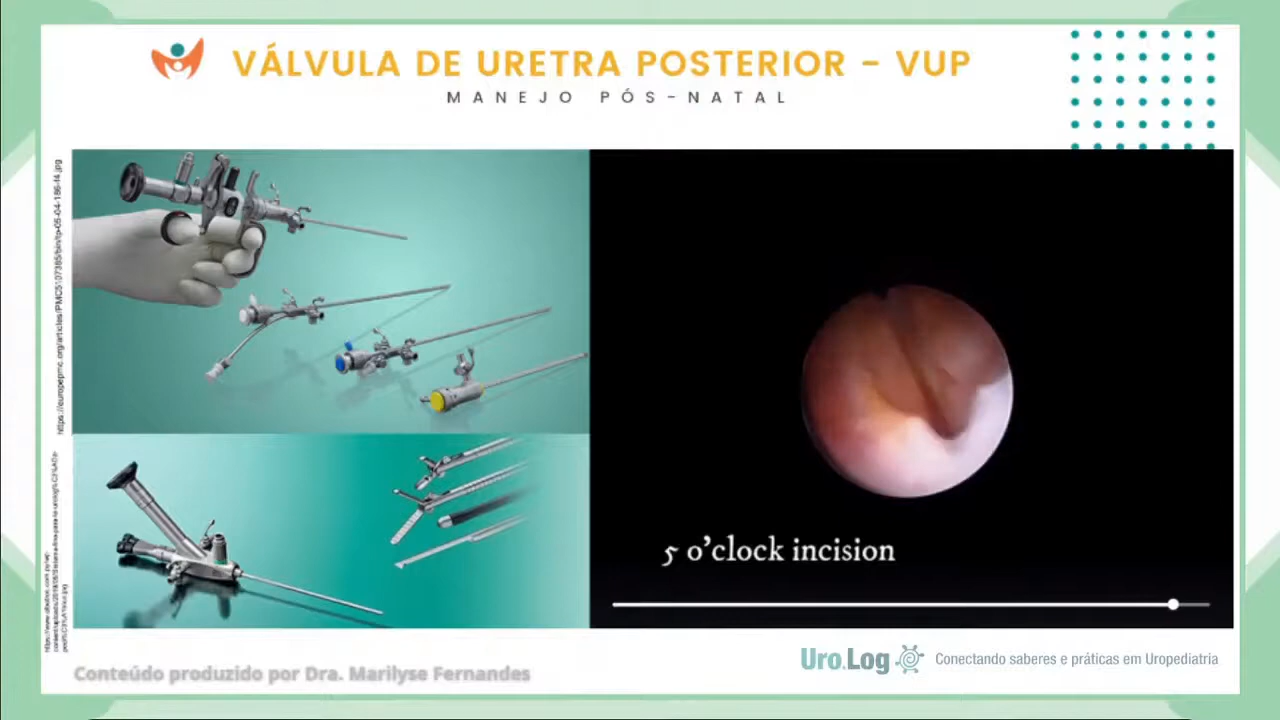 VÁLVULA DE URETRA POSTERIOR - VUP
MANEJO PÓS-NATAL
5 o'clock incision
Conteúdo produzido por Dra. Marilyse Fernandes
Uro.Log
Conectando saberes e práticas em Uropediatria